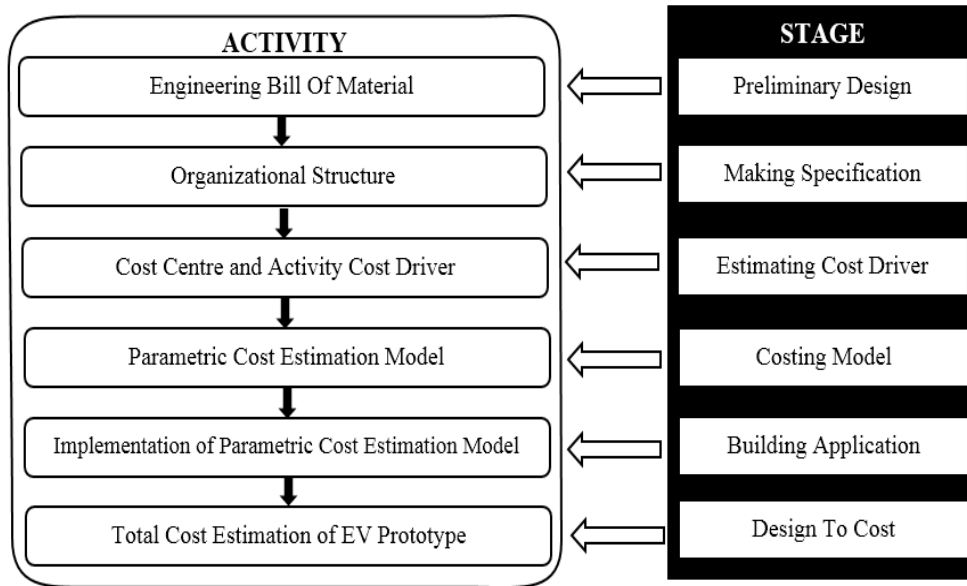 ACTIVITY
Engineering Bill Of Material
Organizational Structure
Cost Centre and Activity Cost Driver
Parametric Cost Estimation Model
Implementation of Parametric Cost Estimation Model
Total Cost Estimation of EV Prototype
STAGE
Preliminary Design
Making Specification
Estimating Cost Driver
Costing Model
Building Application
Design To Cost